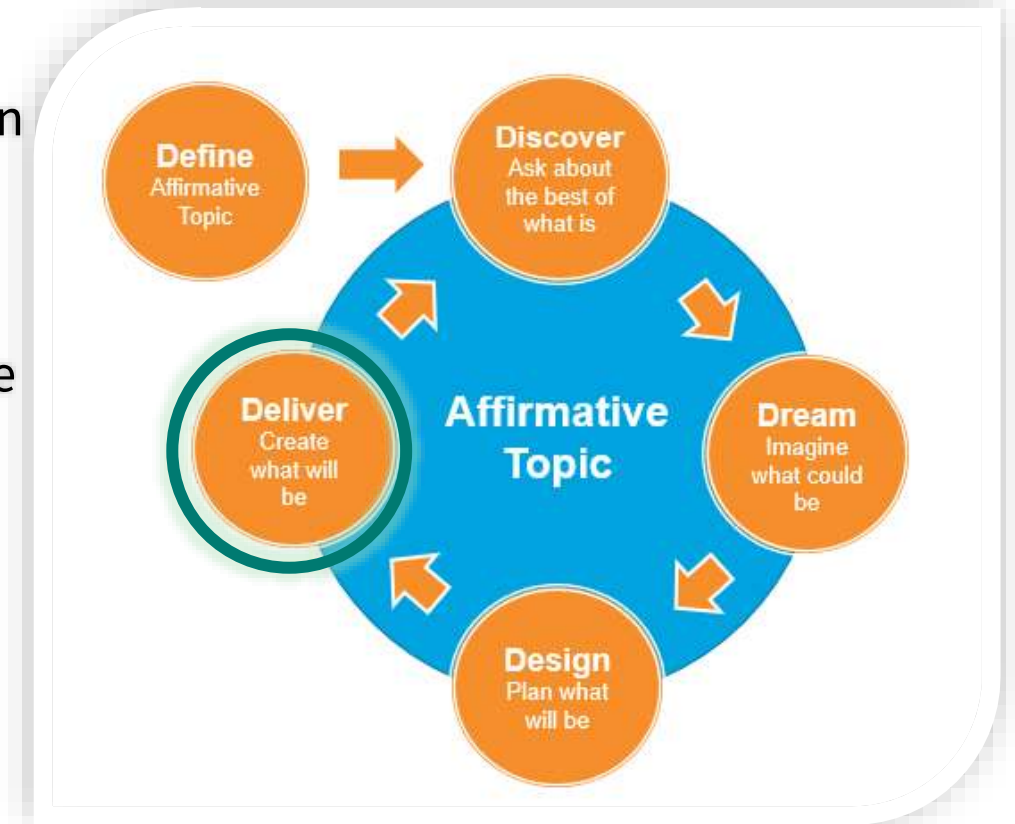 Define
Affirmative
Topic
Discover
Ask about
the best of
what is
Dream
Imagine
what could
be
Design
Plan what
will be
Deliver
Create
what will
be
Affirmative
Topic